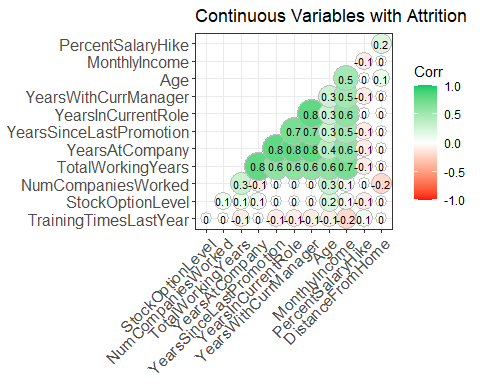 Continuous Variables with Attrition
PercentSalaryHike 0.2
MonthlyIncome -0.1 0
Age 0.5 0 0.1
YearsWithCurrManager 0.3 0.5 -0.1 0
YearsInCurrentRole 0.8 0.3 0.6 0 0
YearsSinceLastPromotion 0.7 0.7 0.3 0.5 -0.1 0
YearsAtCompany 0.8 0.8 0.8 0.4 0.6 -0.1 0
TotalWorkingYears 0.8 0.6 0.6 0.6 0.6 0.7 -0.1 0
NumCompaniesWorked 0.3 -0.1 0 0 0 0.3 0.1 0 -0.2
StockOptionLevel 0.1 0.1 0 0 0 0 0.2 0.1 0 0
TrainingTimesLastYear 0 0 -0.1 0 -0.1 -0.1 -0.1 -0.1 -0.2 0.1 0
StockOptionLevel
NumCompaniesWorked
TotalWorkingYears
YearsAtCompany
YearsSinceLastPromotion
YearsInCurrentRole
YearsWithCurrManager
Age
MonthlyIncome
PercentSalaryHike
DistanceFromHome
Corr
1.0
0.5
0.0
-0.5
-1.0